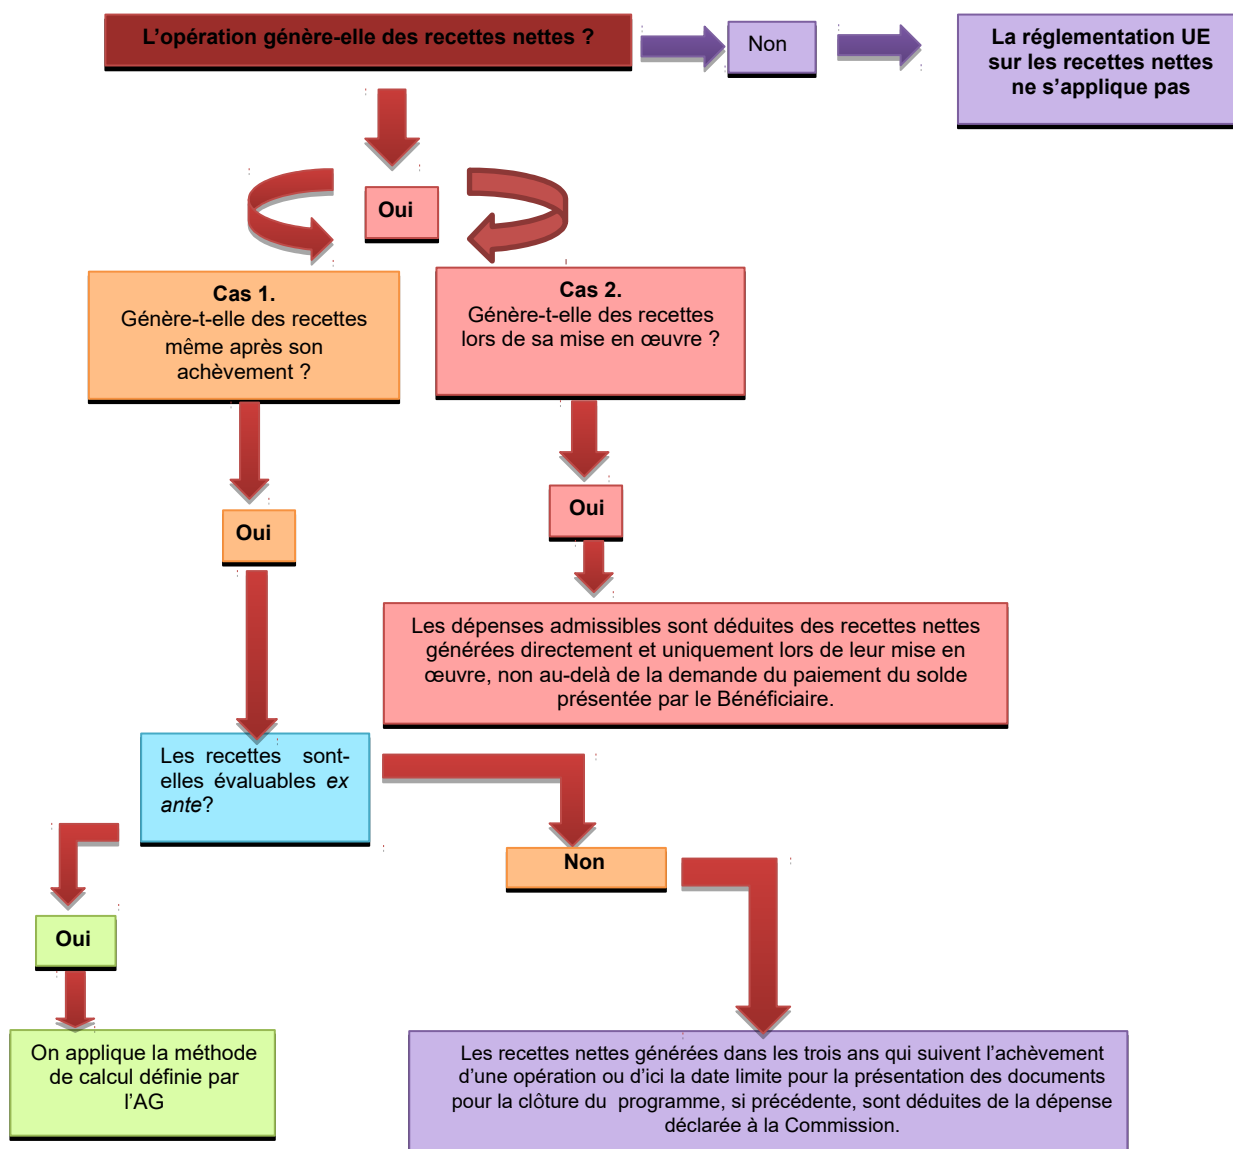 L’opération génère-elle des recettes nettes ?
Non
La réglementation UE
sur les recettes nettes
ne s’applique pas
Oui
Cas 1.
Génère-t-elle des recettes
même après son
achèvement ?
Cas 2.
Génère-t-elle des recettes
lors de sa mise en œuvre ?
Oui
Oui
Les dépenses admissibles sont déduites des recettes nettes
générées directement et uniquement lors de leur mise en
œuvre, non au-delà de la demande du paiement du solde
présentée par le Bénéficiaire.
Les recettes sont-
elles évaluables ex
ante?
Non
Oui
On applique la méthode
de calcul définie par
l’AG
Les recettes nettes générées dans les trois ans qui suivent l’achèvement
d’une opération ou d’ici la date limite pour la présentation des documents
pour la clôture du programme, si précédente, sont déduites de la dépense
déclarée à la Commission.